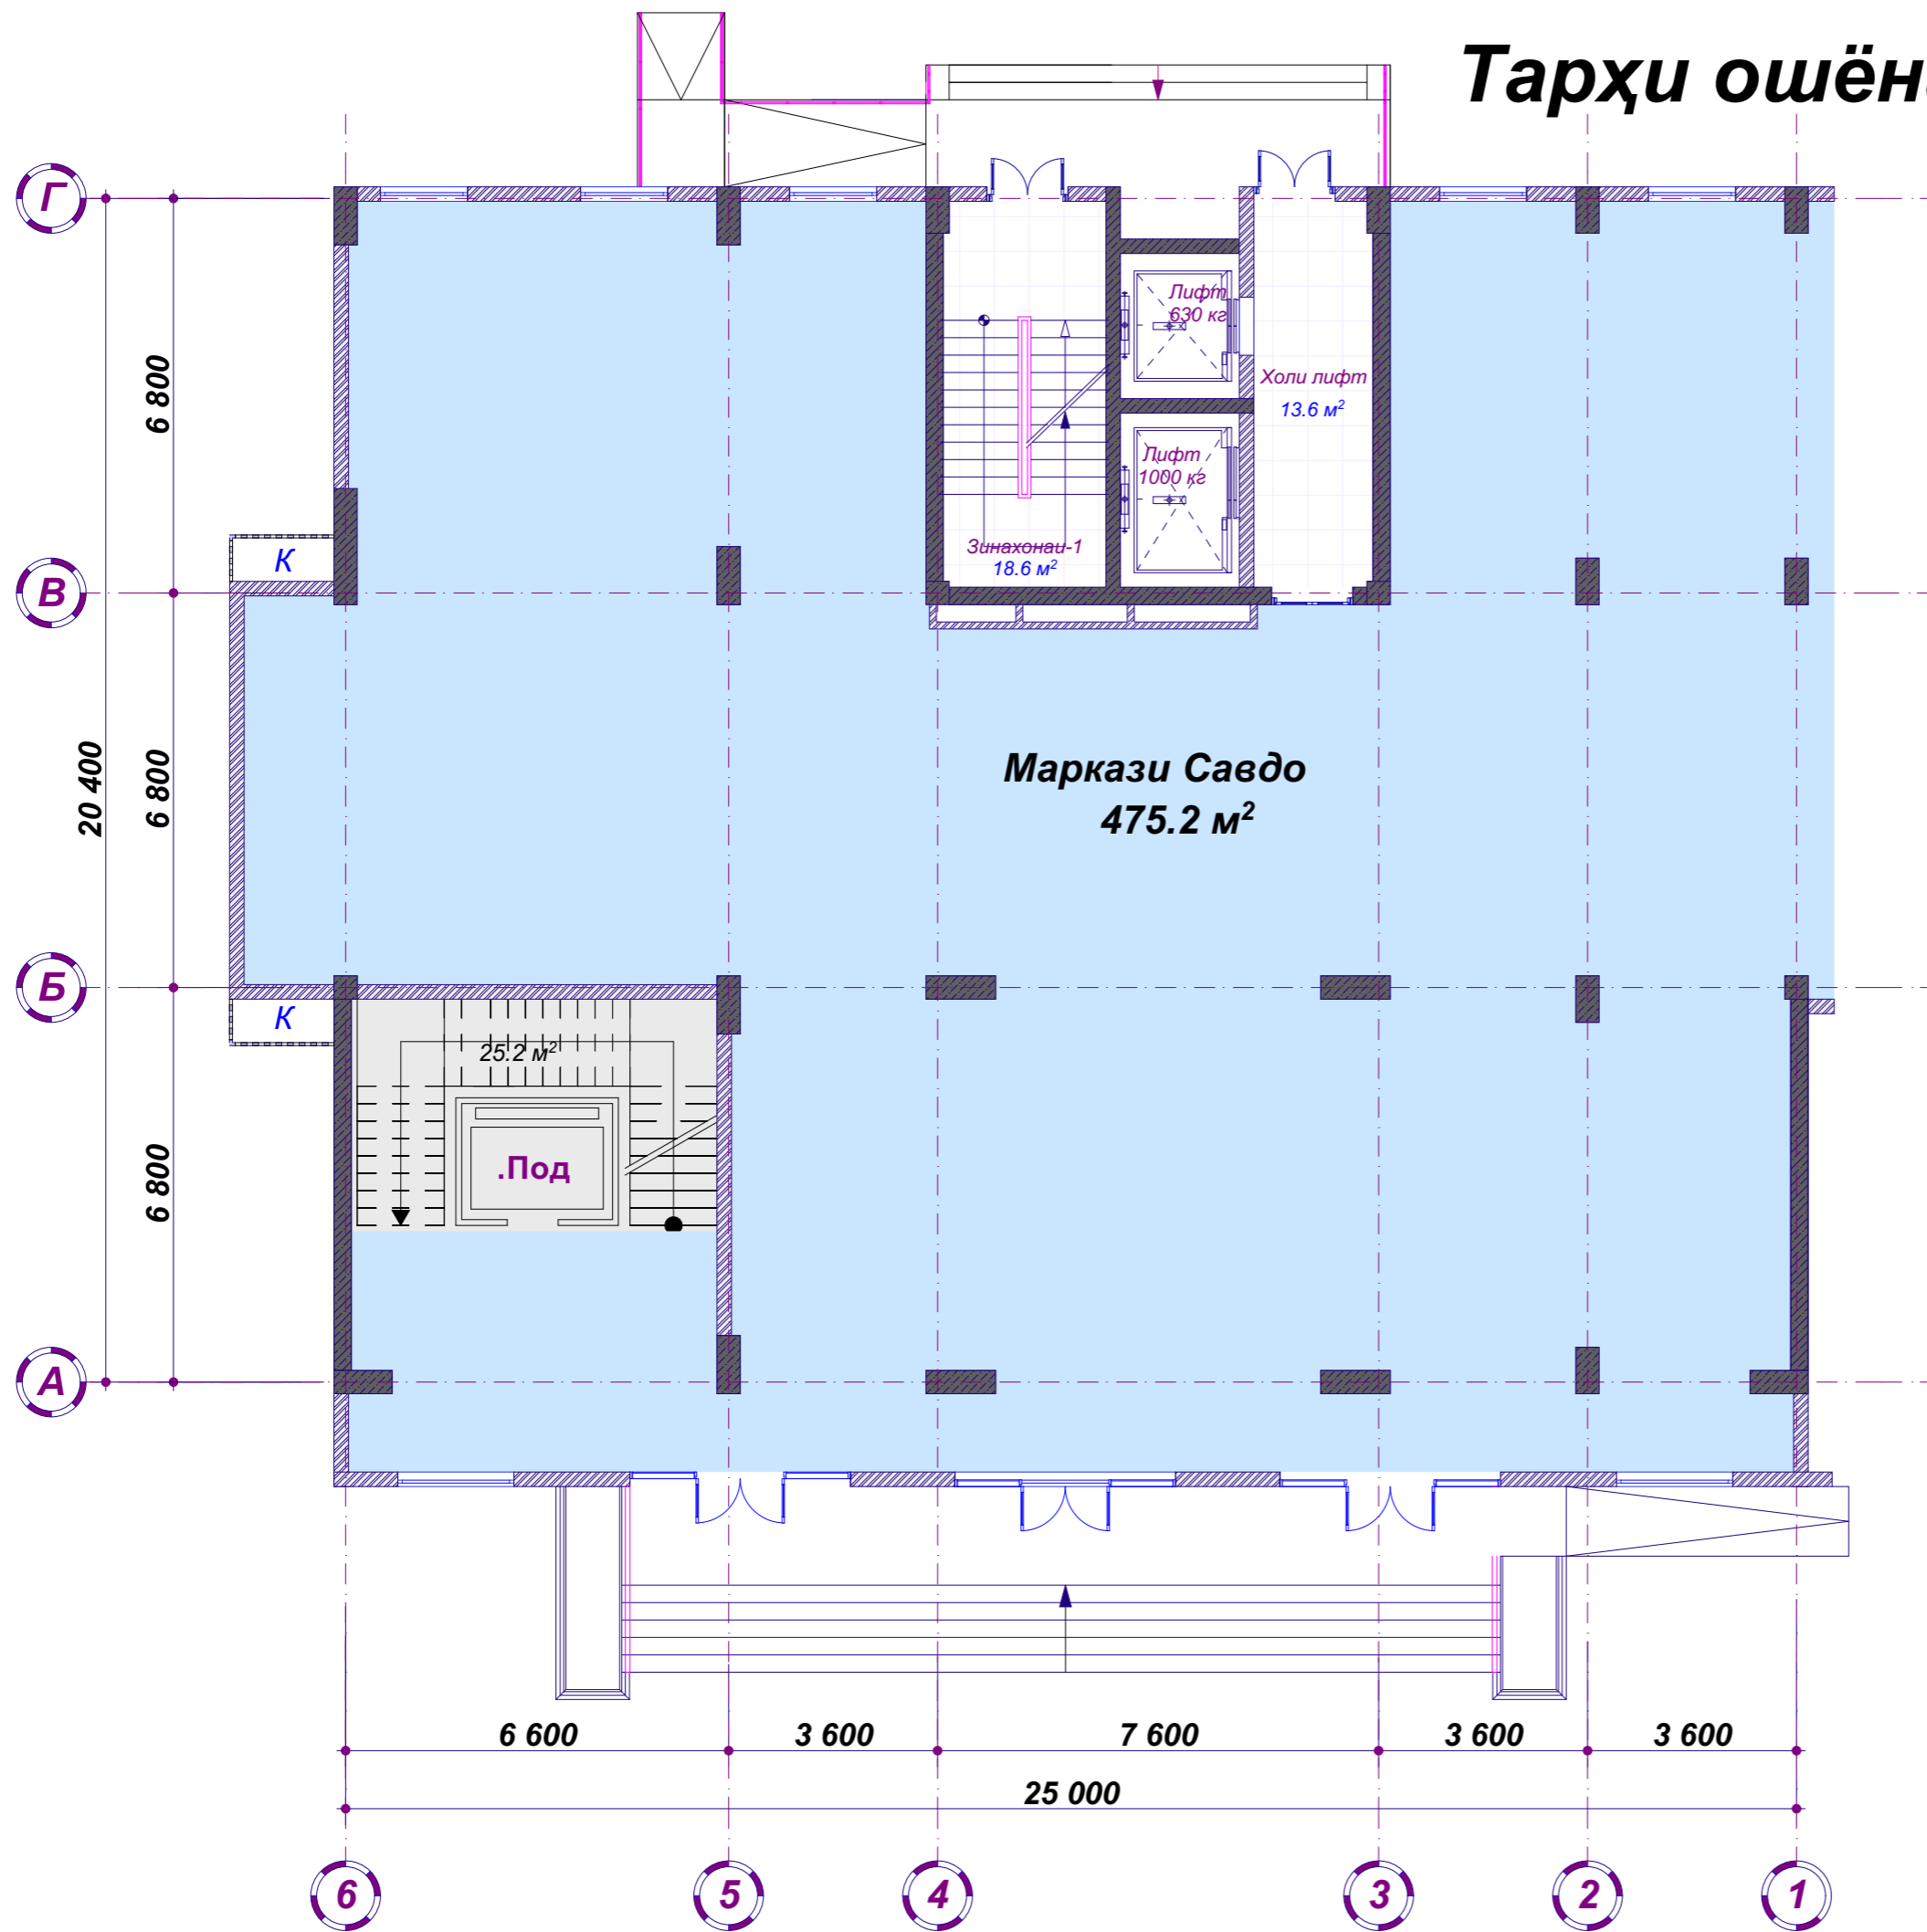 Тарҳи ошён
Г
6 800
Лифт
630 кг
Холи лифт
13.6 м²
Лифт
1000 кг
Зинахонаи-1
18.6 м²
К
В
20 400
6 800
Маркази Савдо
475.2 м²
Б
К
25.2 м²
.Под
6 800
А
6 600
3 600
7 600
3 600
3 600
25 000
6
5
4
3
2
1